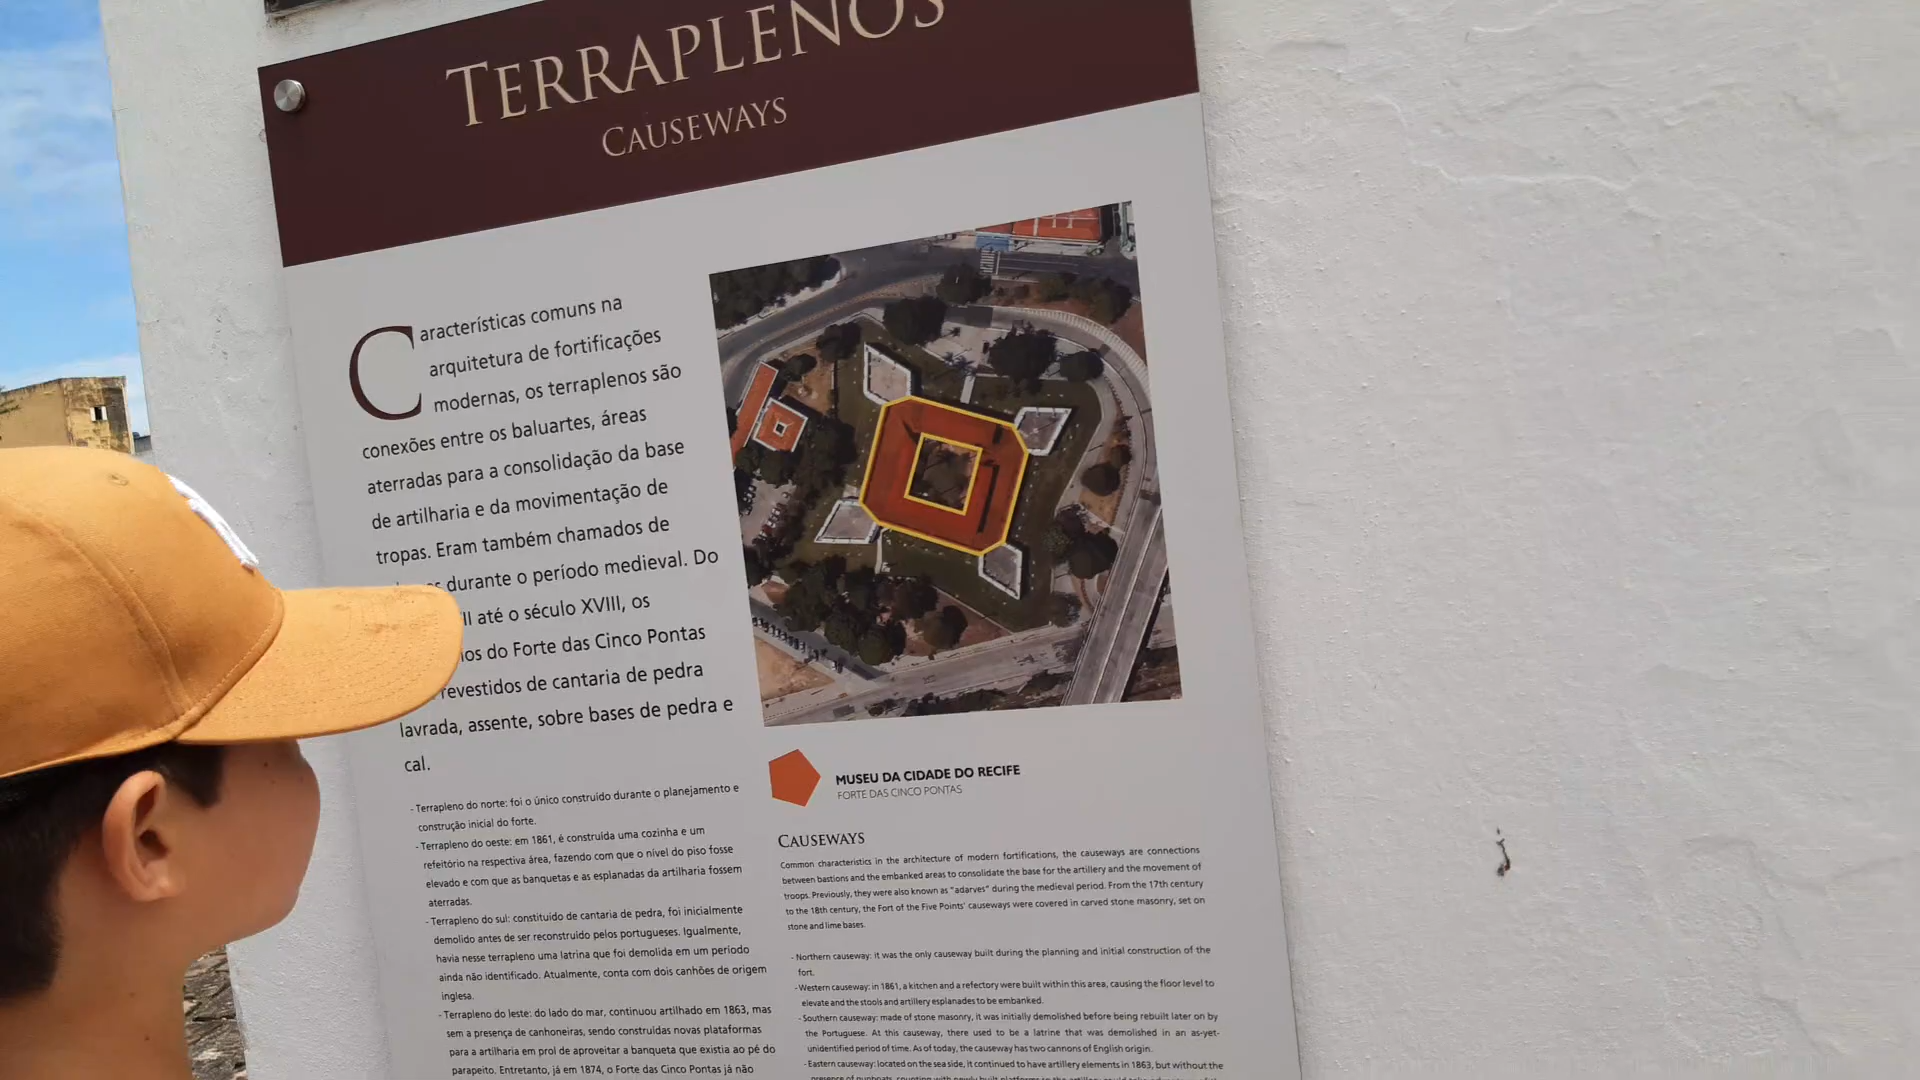 TERRAPLENOS
CAUSEWAYS
Características comuns na
arquitetura de fortificações
modernas, os terraplenos são
conexões entre os baluartes, áreas
aterradas para a consolidação da base
de artilharia e da movimentação de
tropas. Eram também chamados de
durante o período medieval. Do
até o século XVIII, os
do Forte das Cinco Pontas
revestidos de cantaria de pedra
lavrada, assente, sobre bases de pedra e
cal.
- Terrapleno do norte: foi o único construído durante o planejamento e
construção inicial do forte.
- Terrapleno do oeste: em 1861, é construída uma cozinha e um
refeitório na respectiva área, fazendo com que o nível do piso fosse
elevado e com que as banquetas e as esplanadas da artilharia fossem
aterradas.
- Terrapleno do sul: constituído de cantaria de pedra, foi inicialmente
demolido antes de ser reconstruído pelos portugueses. Igualmente,
havia nesse terrapleno uma latrina que foi demolida em um período
ainda não identificado. Atualmente, conta com dois canhões de origem
inglesa.
- Terrapleno do leste: do lado do mar, continuou artilhado em 1863, mas
sem a presença de canhoneiras, sendo construídas novas plataformas
para a artilharia em prol de aproveitar a banqueta que existia ao pé do
parapeito. Entretanto, já em 1874, o Forte das Cinco Pontas já não
MUSEU DA CIDADE DO RECIFE
FORTE DAS CINCO PONTAS
CAUSEWAYS
Common characteristics in the architecture of modern fortifications, the causeways are connections
between bastions and the embanked areas to consolidate the base for the artillery and the movement of
troops. Previously, they were also known as "adarves" during the medieval period. From the 17th century
to the 18th century, the Fort of the Five Points' causeways were covered in carved stone masonry, set on
stone and lime bases.
- Northern causeway: it was the only causeway built during the planning and initial construction of the
fort.
- Western causeway: in 1861, a kitchen and a refectory were built within this area, causing the floor level to
elevate and the stools and artillery esplanades to be embanked.
- Southern causeway: made of stone masonry, it was initially demolished before being rebuilt later on by
the Portuguese. At this causeway, there used to be a latrine that was demolished in an as-yet-
unidentified period of time. As of today, the causeway has two cannons of English origin.
- Eastern causeway: located on the sea side, it continued to have artillery elements in 1863, but without the